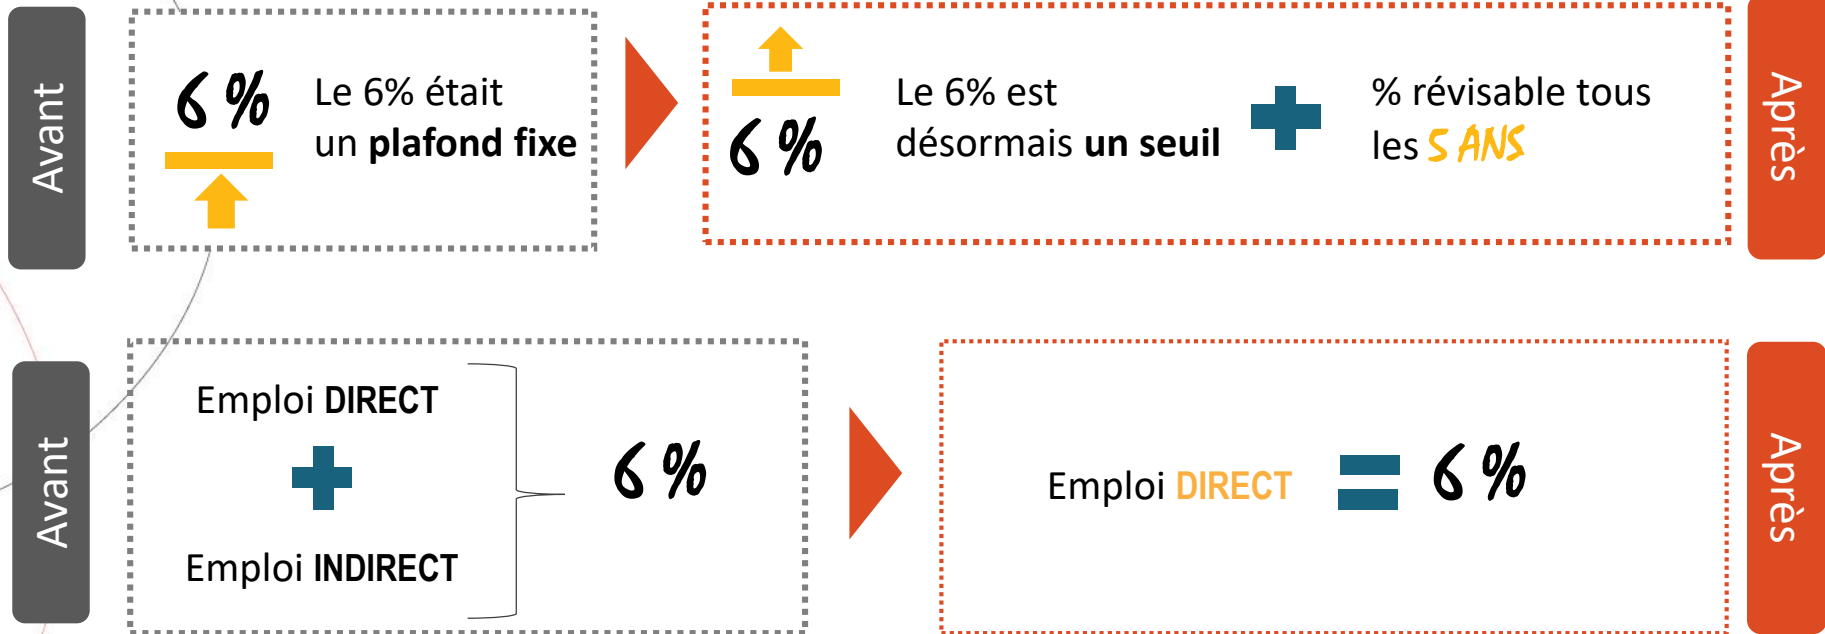 Avant
6 %
Le 6% était
un plafond fixe
6 %
Le 6% est
désormais un seuil
% révisable tous
les 5 ANS
Après
Avant
Emploi DIRECT
Emploi INDIRECT
6 %
Emploi DIRECT
6 %
Après